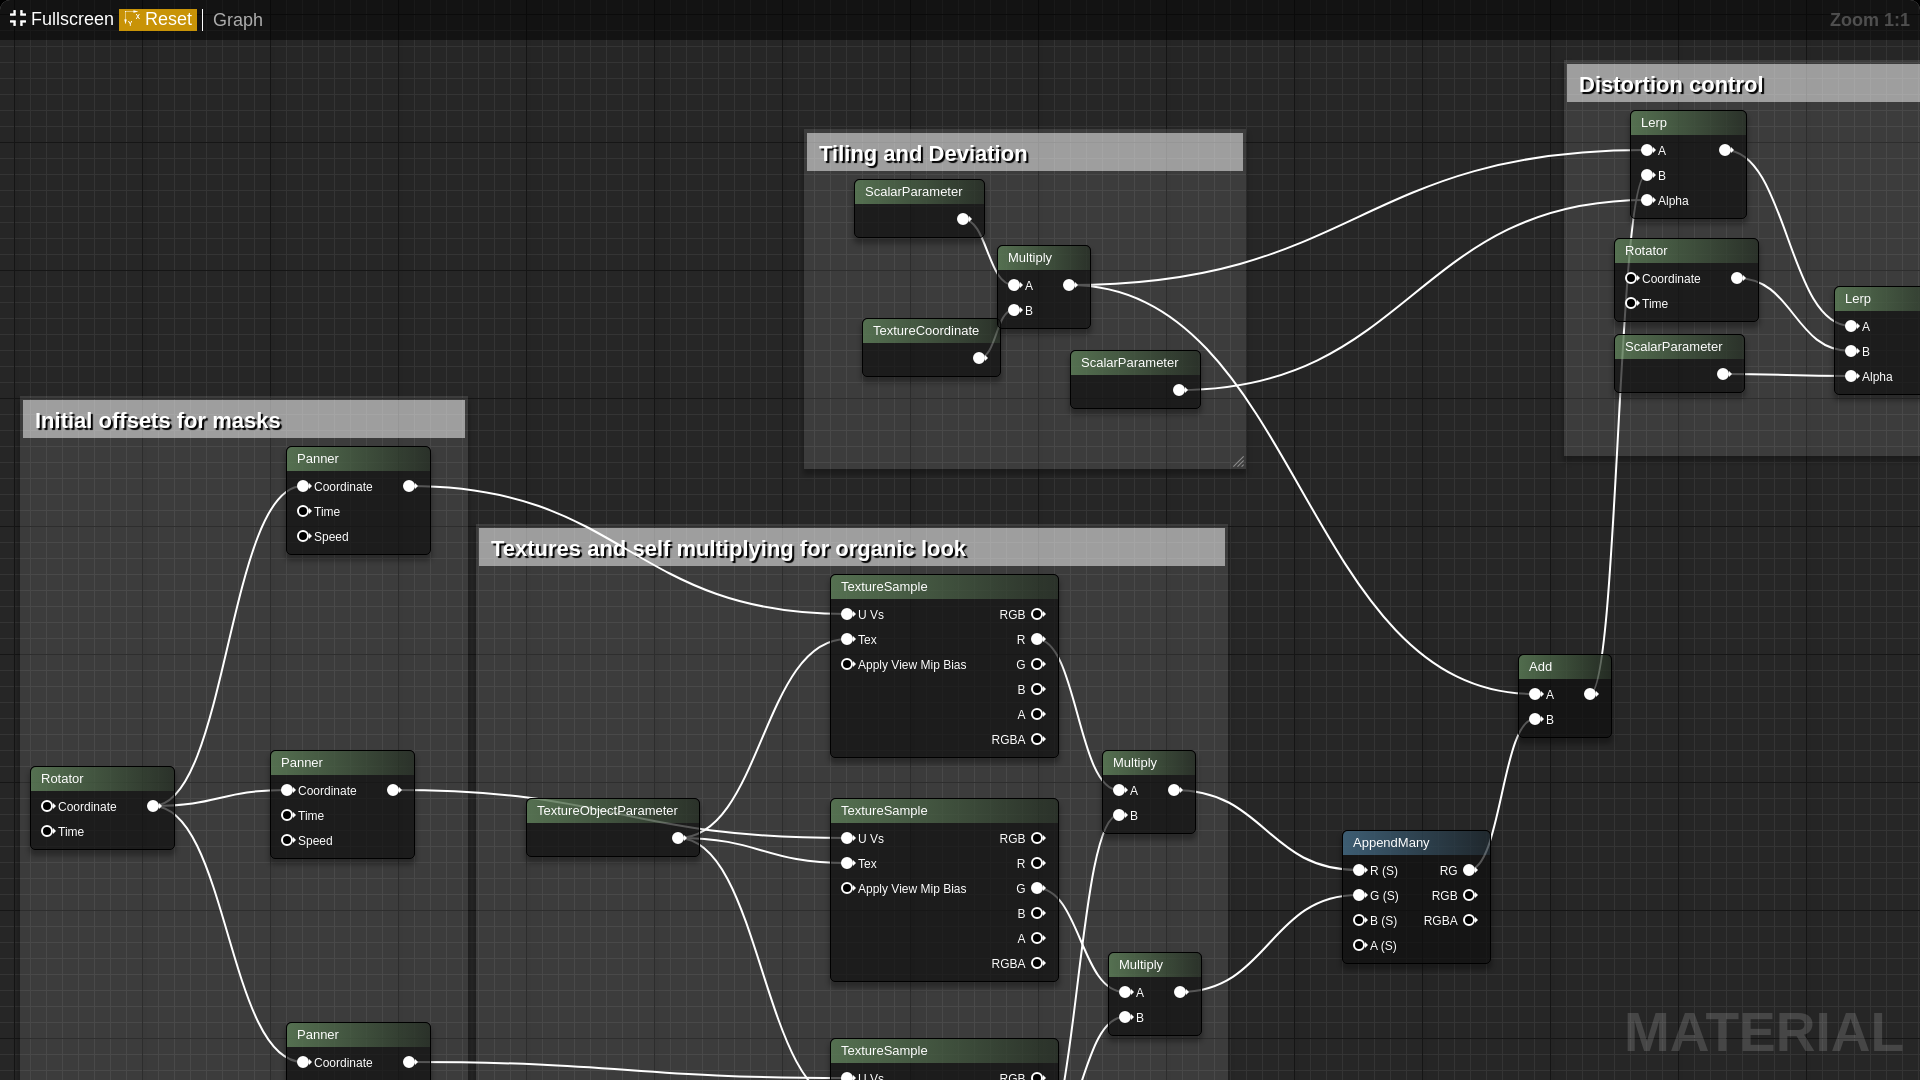 Fullscreen Reset Graph Zoom 1:1
Distortion control
Lerp
A
B
Alpha
Rotator
Coordinate
Time
ScalarParameter
Lerp
A
B
Alpha
Tiling and Deviation
ScalarParameter
Multiply
A
B
TextureCoordinate
ScalarParameter
Initial offsets for masks
Panner
Coordinate
Time
Speed
Panner
Coordinate
Time
Speed
Rotator
Coordinate
Time
Panner
Coordinate
Textures and self multiplying for organic look
TextureSample
U Vs RGB
Tex R
Apply View Mip Bias G
B
A
RGBA
TextureObjectParameter
TextureSample
U Vs RGB
Tex R
Apply View Mip Bias G
B
A
RGBA
TextureSample
U Vs RGB
Multiply
A
B
Multiply
A
B
Add
A
B
AppendMany
R (S) RG
G (S) RGB
B (S) RGBA
A (S)
MATERIAL